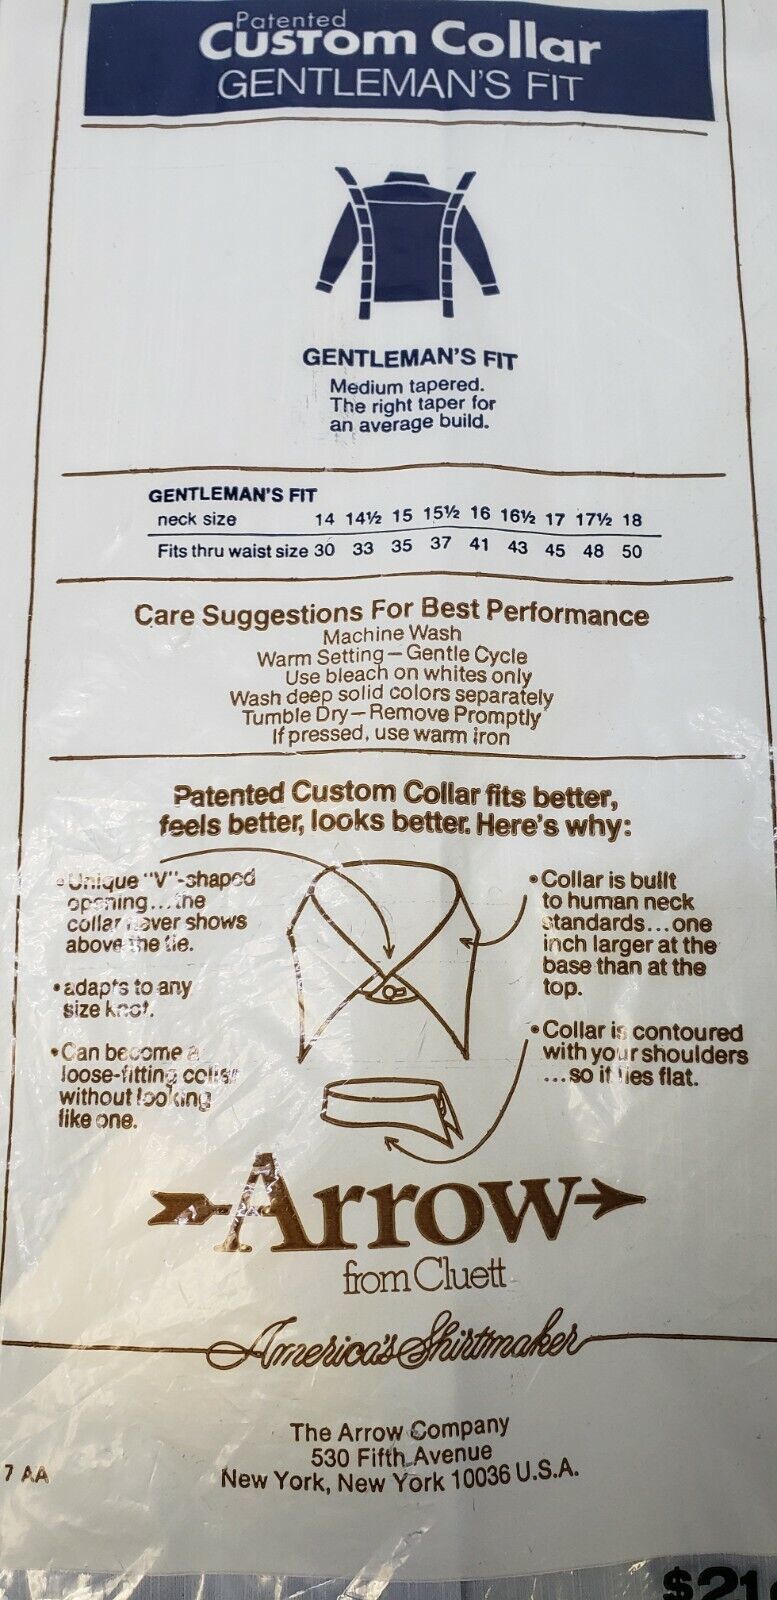 Patented
Custom Collar
GENTLEMAN'S FIT
GENTLEMAN'S FIT
Medium tapered.
The right taper for
an average build.
GENTLEMAN'S FIT
neck size 14 14½ 15 15½ 16 16½ 17 17½ 18
Fits thru waist size 30 33 35 37 41 43 45 48 50
Care Suggestions For Best Performance
Machine Wash
Warm Setting — Gentle Cycle
Use bleach on whites only
Wash deep solid colors separately
Tumble Dry — Remove Promptly
If pressed, use warm iron
Patented Custom Collar fits better,
feels better, looks better. Here's why:
• Unique "V"-shaped
opening...the
collar never shows
above the tie.
• adapts to any
size knot.
• Can become a
loose-fitting collar
without looking
like one.
• Collar is built
to human neck
standards...one
inch larger at the
base than at the
top.
• Collar is contoured
with your shoulders
...so it lies flat.
Arrow
from Cluett
America's Shirtmaker
The Arrow Company
530 Fifth Avenue
New York, New York 10036 U.S.A.
7 AA